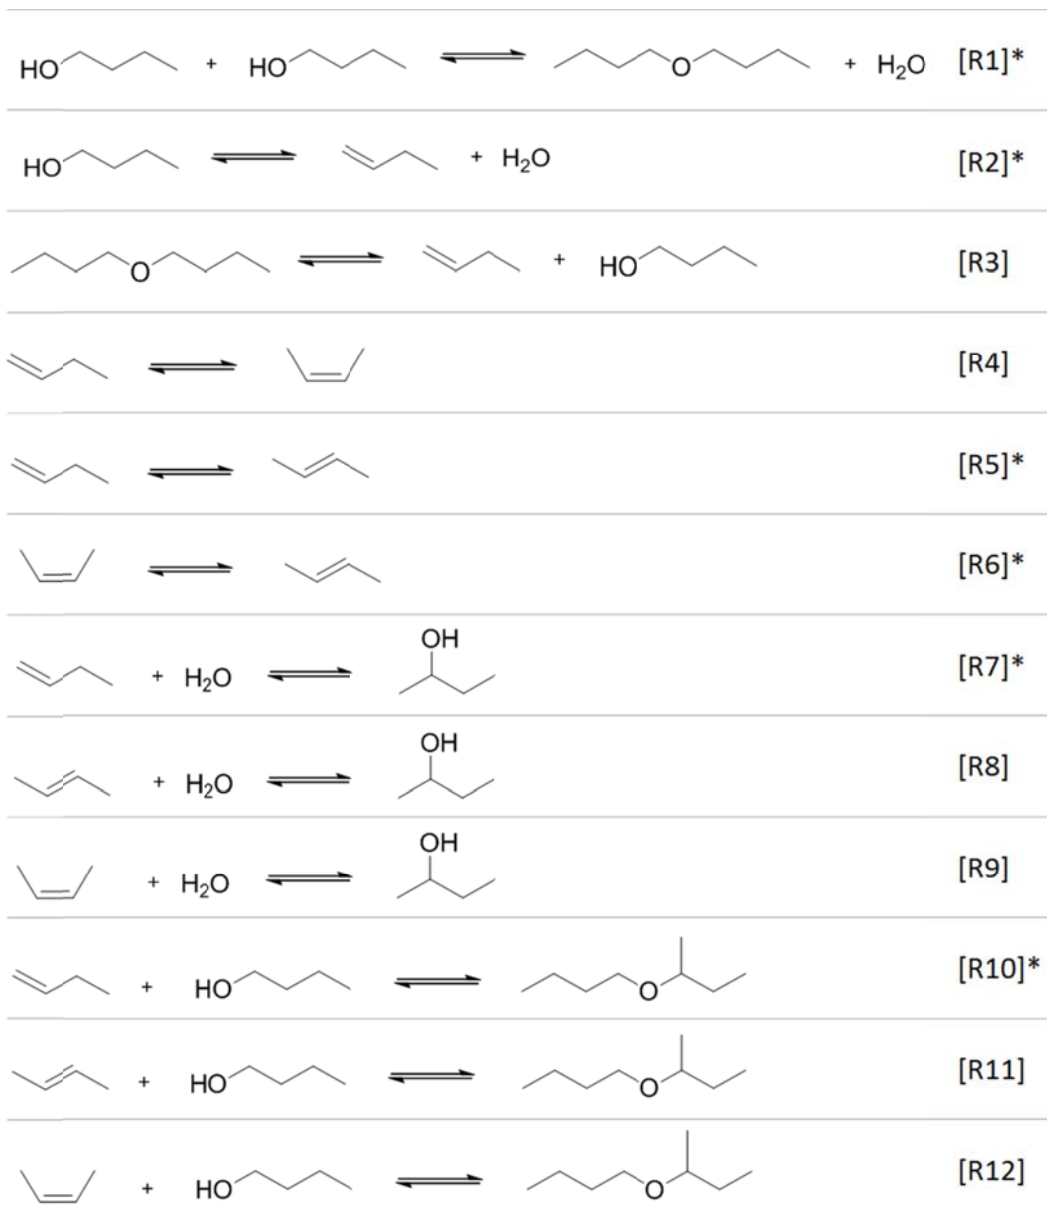 HO + HO O + H₂O [R1]*
HO + H₂O [R2]*
O + HO [R3]
[R4]
[R5]*
[R6]*
+ H₂O OH [R7]*
+ H₂O OH [R8]
+ H₂O OH [R9]
+ HO O [R10]*
+ HO O [R11]
+ HO O [R12]